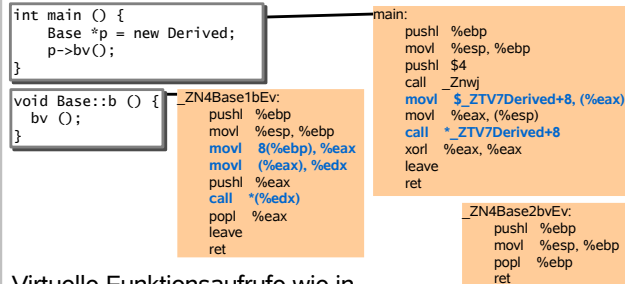 int main () {
Base *p = new Derived;
p->bv();
}
void Base::b () {
bv ();
}
_ZN4Base1bEv:
pushl %ebp
movl %esp, %ebp
movl 8(%ebp), %eax
movl (%eax), %edx
pushl %eax
call *(%edx)
popl %eax
leave
ret
main:
pushl %ebp
movl %esp, %ebp
pushl $4
call _Znwj
movl $_ZTV7Derived+8, (%eax)
movl %eax, (%esp)
call *_ZTV7Derived+8
xorl %eax, %eax
leave
ret
_ZN4Base2bvEv:
pushl %ebp
movl %esp, %ebp
popl %ebp
ret
Virtuelle Funktionsaufrufe wie in